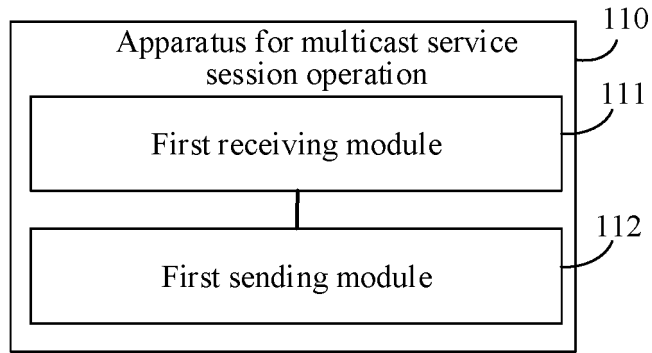 Apparatus for multicast service
session operation
110
First receiving module
111
First sending module
112